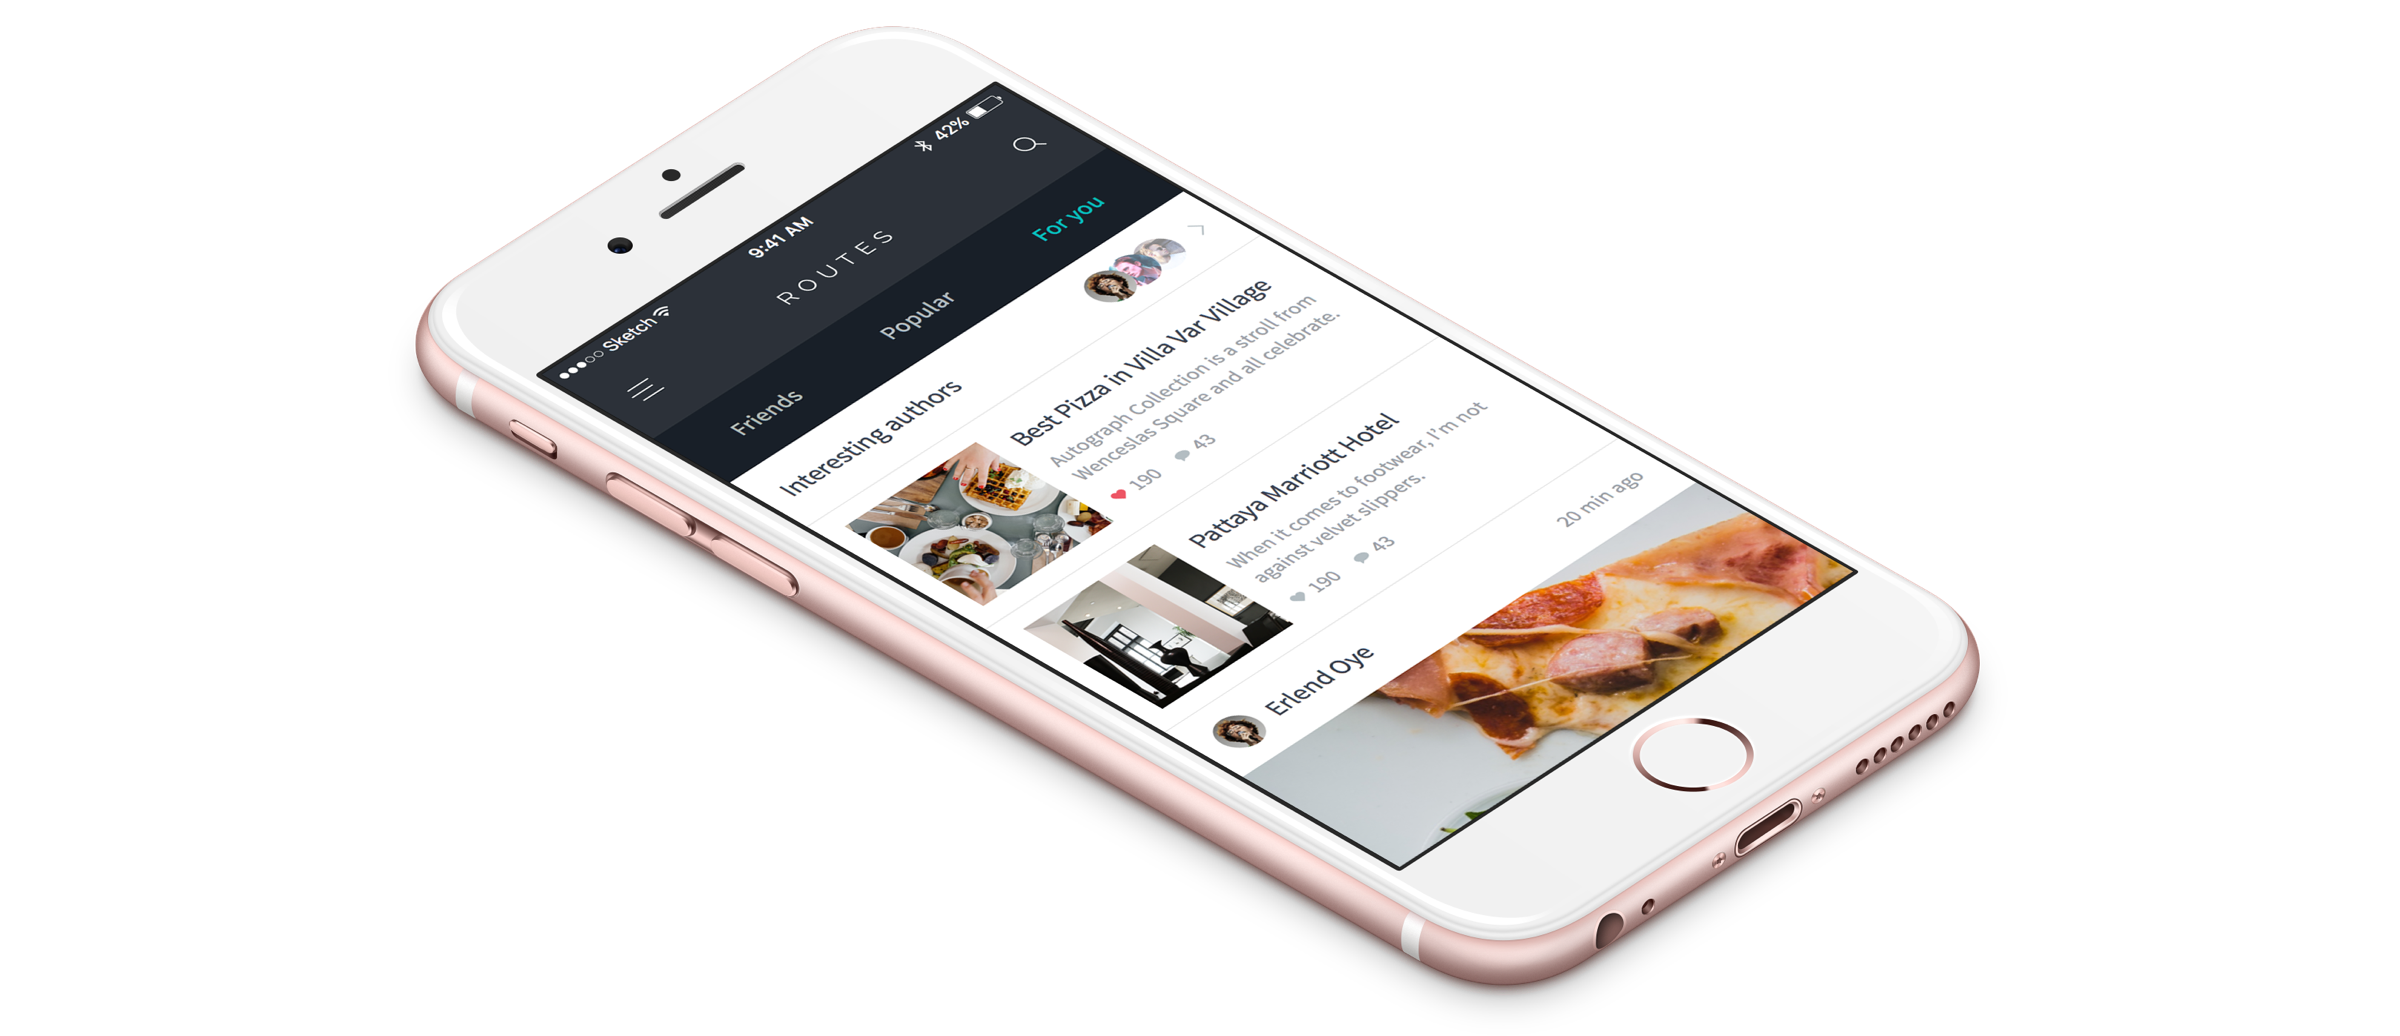 Sketch 9:41 AM 42%
ROUTES
Friends Popular For you
Interesting authors
Best Pizza in Villa Var Village
Autograph Collection is a stroll from
Wenceslas Square and all celebrate.
190 43
Pattaya Marriott Hotel
When it comes to footwear, I'm not
against velvet slippers.
190 43
Erlend Oye 20 min ago